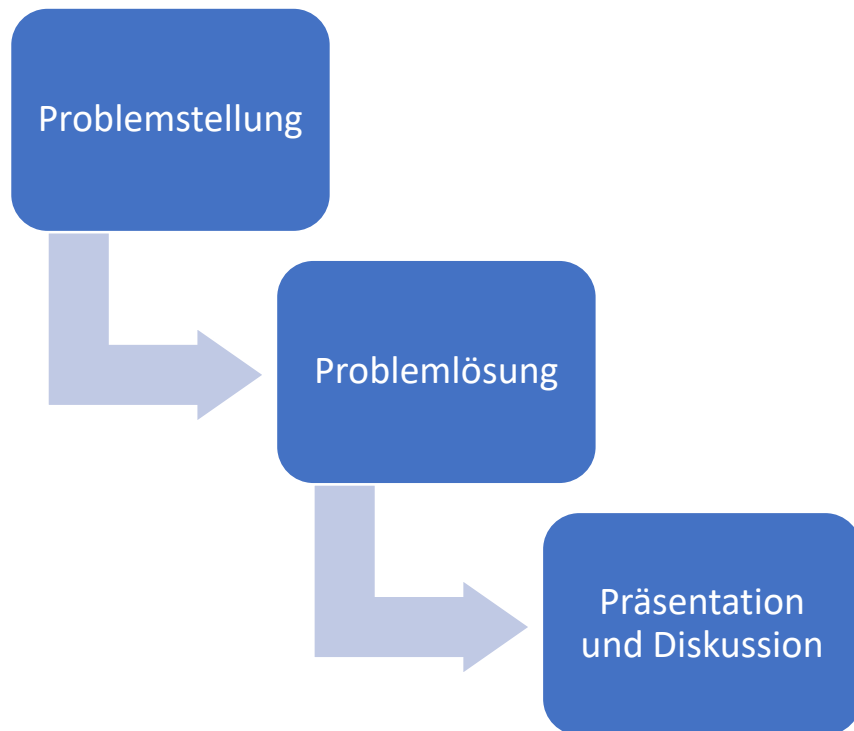 Problemstellung
Problemlösung
Präsentation
und Diskussion